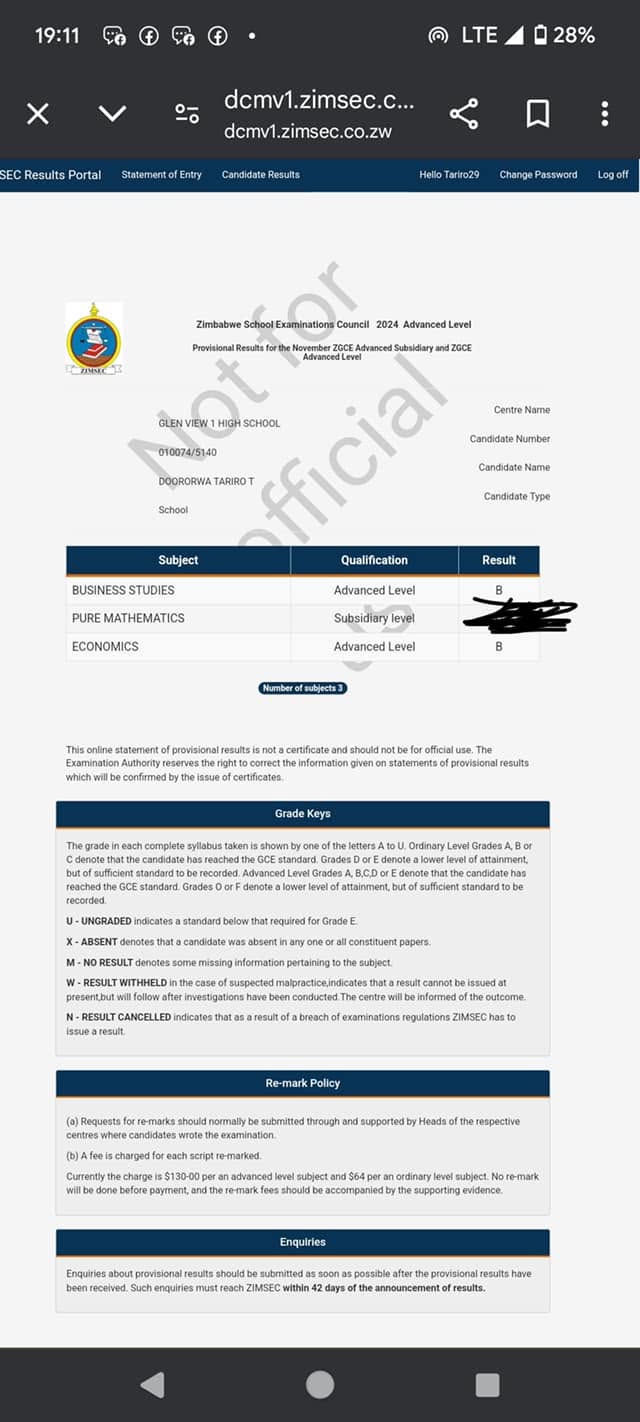 19:11 LTE 28%
dcmv1.zimsec.c...
dcmv1.zimsec.co.zw
SEC Results Portal Statement of Entry Candidate Results Hello Tariro29 Change Password Log off
Not for
official
us
ZIMSEC
Zimbabwe School Examinations Council 2024 Advanced Level
Provisional Results for the November ZGCE Advanced Subsidiary and ZGCE
Advanced Level
Centre Name
GLEN VIEW 1 HIGH SCHOOL
Candidate Number
010074/5140
Candidate Name
DOORORWA TARIRO T
Candidate Type
School
Subject Qualification Result
BUSINESS STUDIES Advanced Level B
PURE MATHEMATICS Subsidiary level
ECONOMICS Advanced Level B
Number of subjects 3
This online statement of provisional results is not a certificate and should not be for official use. The
Examination Authority reserves the right to correct the information given on statements of provisional results
which will be confirmed by the issue of certificates.
Grade Keys
The grade in each complete syllabus taken is shown by one of the letters A to U. Ordinary Level Grades A, B or
C denote that the candidate has reached the GCE standard. Grades D or E denote a lower level of attainment,
but of sufficient standard to be recorded. Advanced Level Grades A, B,C,D or E denote that the candidate has
reached the GCE standard. Grades O or F denote a lower level of attainment, but of sufficient standard to be
recorded.
U - UNGRADED indicates a standard below that required for Grade E.
X - ABSENT denotes that a candidate was absent in any one or all constituent papers.
M - NO RESULT denotes some missing information pertaining to the subject.
W - RESULT WITHHELD in the case of suspected malpractice,indicates that a result cannot be issued at
present,but will follow after investigations have been conducted.The centre will be informed of the outcome.
N - RESULT CANCELLED indicates that as a result of a breach of examinations regulations ZIMSEC has to
issue a result.
Re-mark Policy
(a) Requests for re-marks should normally be submitted through and supported by Heads of the respective
centres where candidates wrote the examination.
(b) A fee is charged for each script re-marked.
Currently the charge is $130-00 per an advanced level subject and $64 per an ordinary level subject. No re-mark
will be done before payment, and the re-mark fees should be accompanied by the supporting evidence.
Enquiries
Enquiries about provisional results should be submitted as soon as possible after the provisional results have
been received. Such enquiries must reach ZIMSEC within 42 days of the announcement of results.